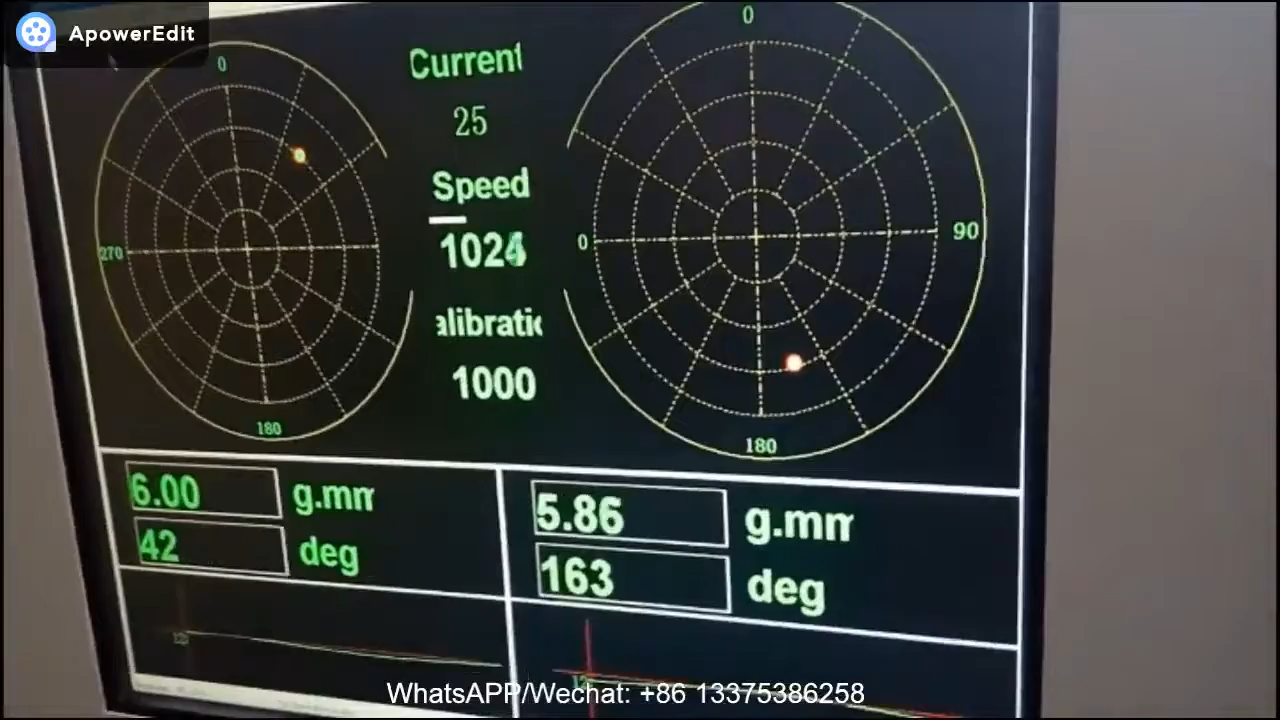 ApowerEdit
0
Current
0
25
Speed
1024
270
0
90
alibratio
1000
180
180
6.00 g.mm
42 deg
5.86 g.mm
163 deg
WhatsAPP/Wechat: +86 13375386258